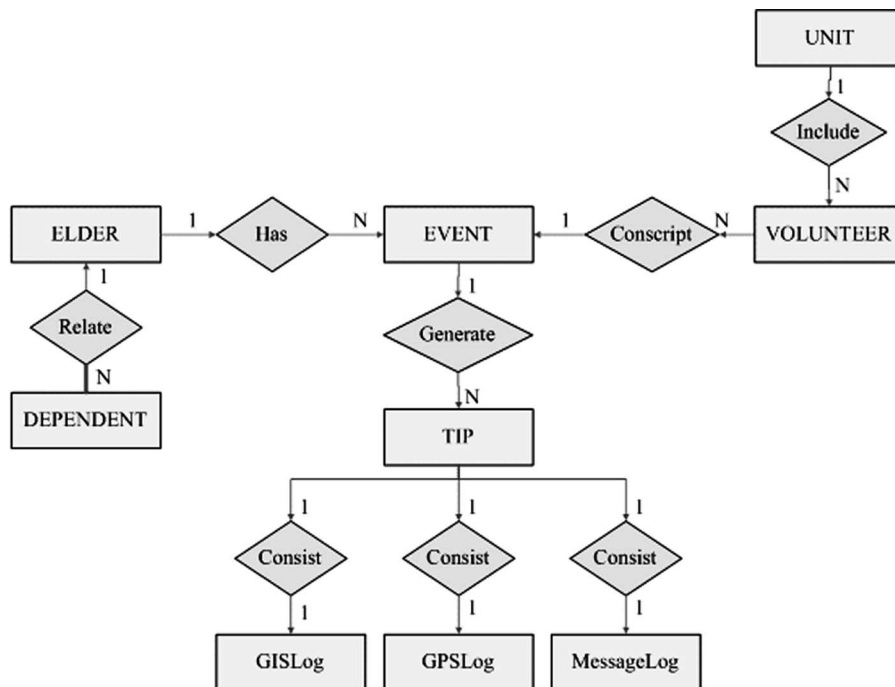 UNIT
1
Include
N
ELDER
1
Has
N
EVENT
1
Conscript
N
VOLUNTEER
1
Relate
N
DEPENDENT
1
Generate
N
TIP
1
1
1
Consist
Consist
Consist
1
1
1
GISLog
GPSLog
MessageLog